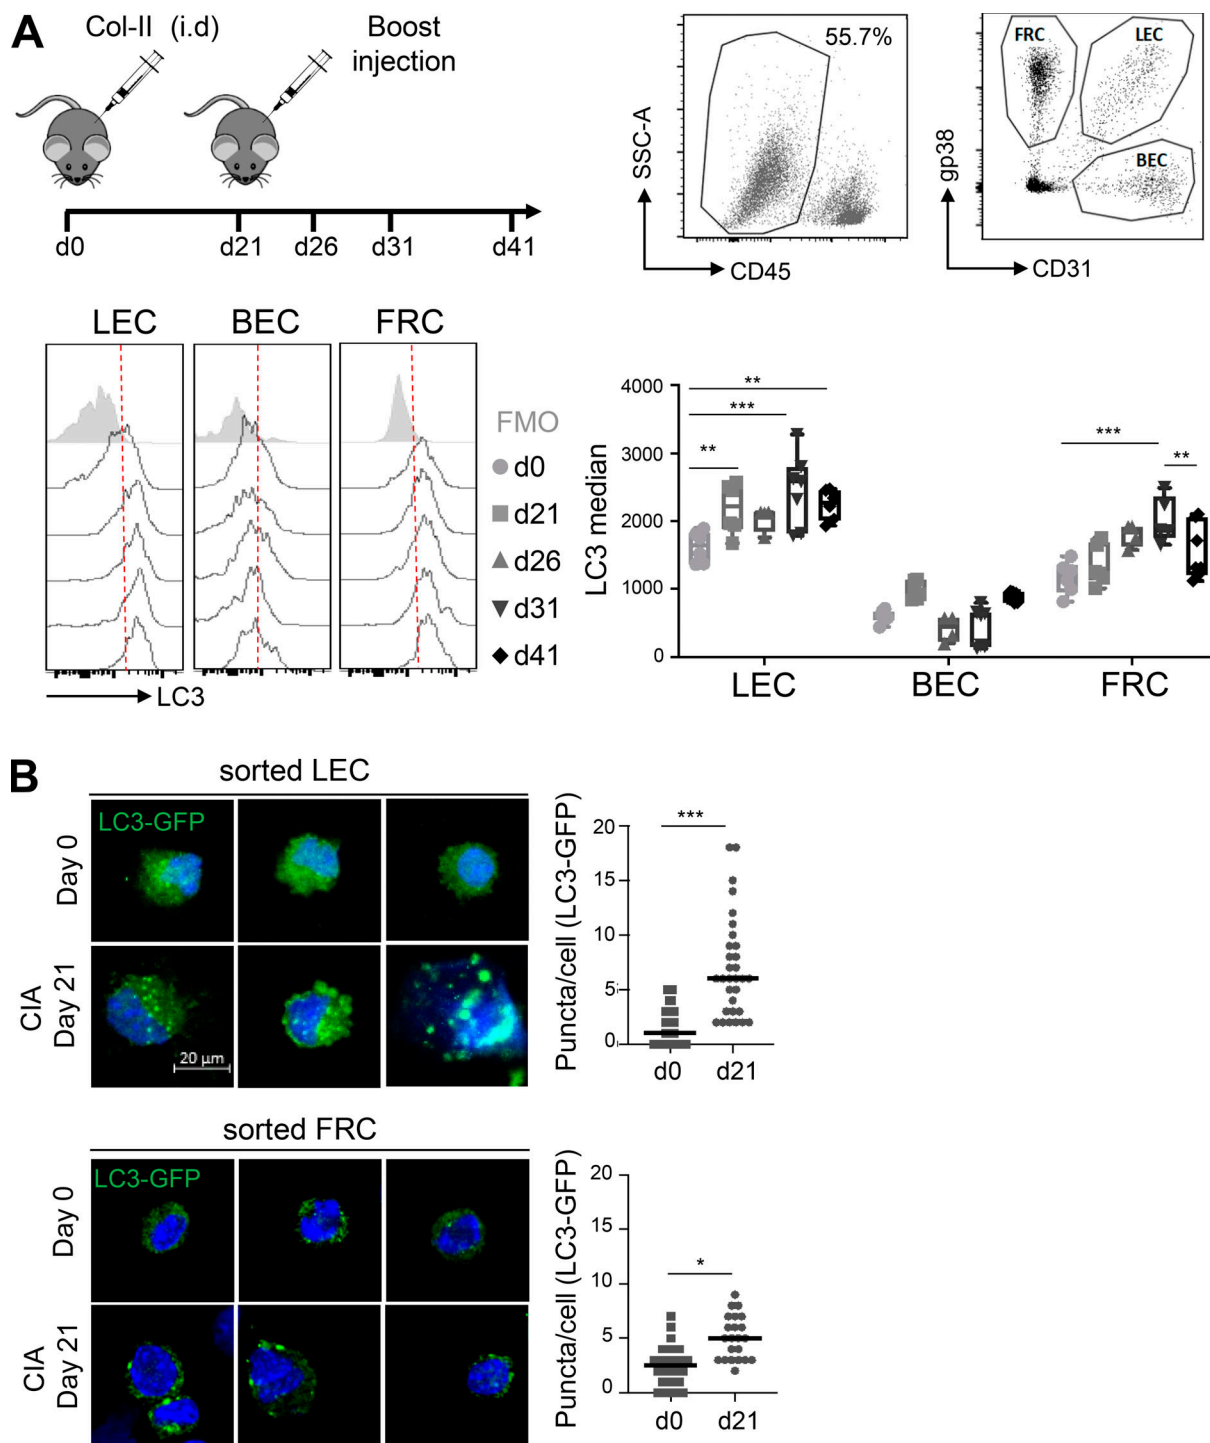 A
Col-II (i.d)
Boost
injection
d0
d21
d26
d31
d41
55.7%
SSC-A
CD45
FRC
LEC
BEC
gp38
CD31
LEC
BEC
FRC
FMO
d0
d21
d26
d31
d41
LC3
LC3 median
4000
3000
2000
1000
0
**
***
**
***
**
LEC
BEC
FRC
B
sorted LEC
LC3-GFP
Day 0
CIA
Day 21
20 µm
Puncta/cell (LC3-GFP)
20
15
10
5
0
***
d0
d21
sorted FRC
LC3-GFP
Day 0
CIA
Day 21
Puncta/cell (LC3-GFP)
20
15
10
5
0
*
d0
d21